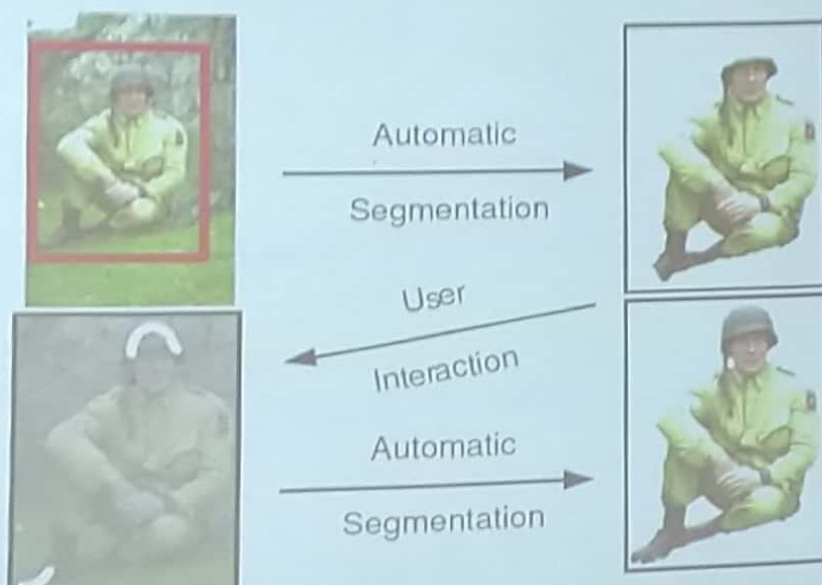 Automatic
Segmentation
User
Interaction
Automatic
Segmentation